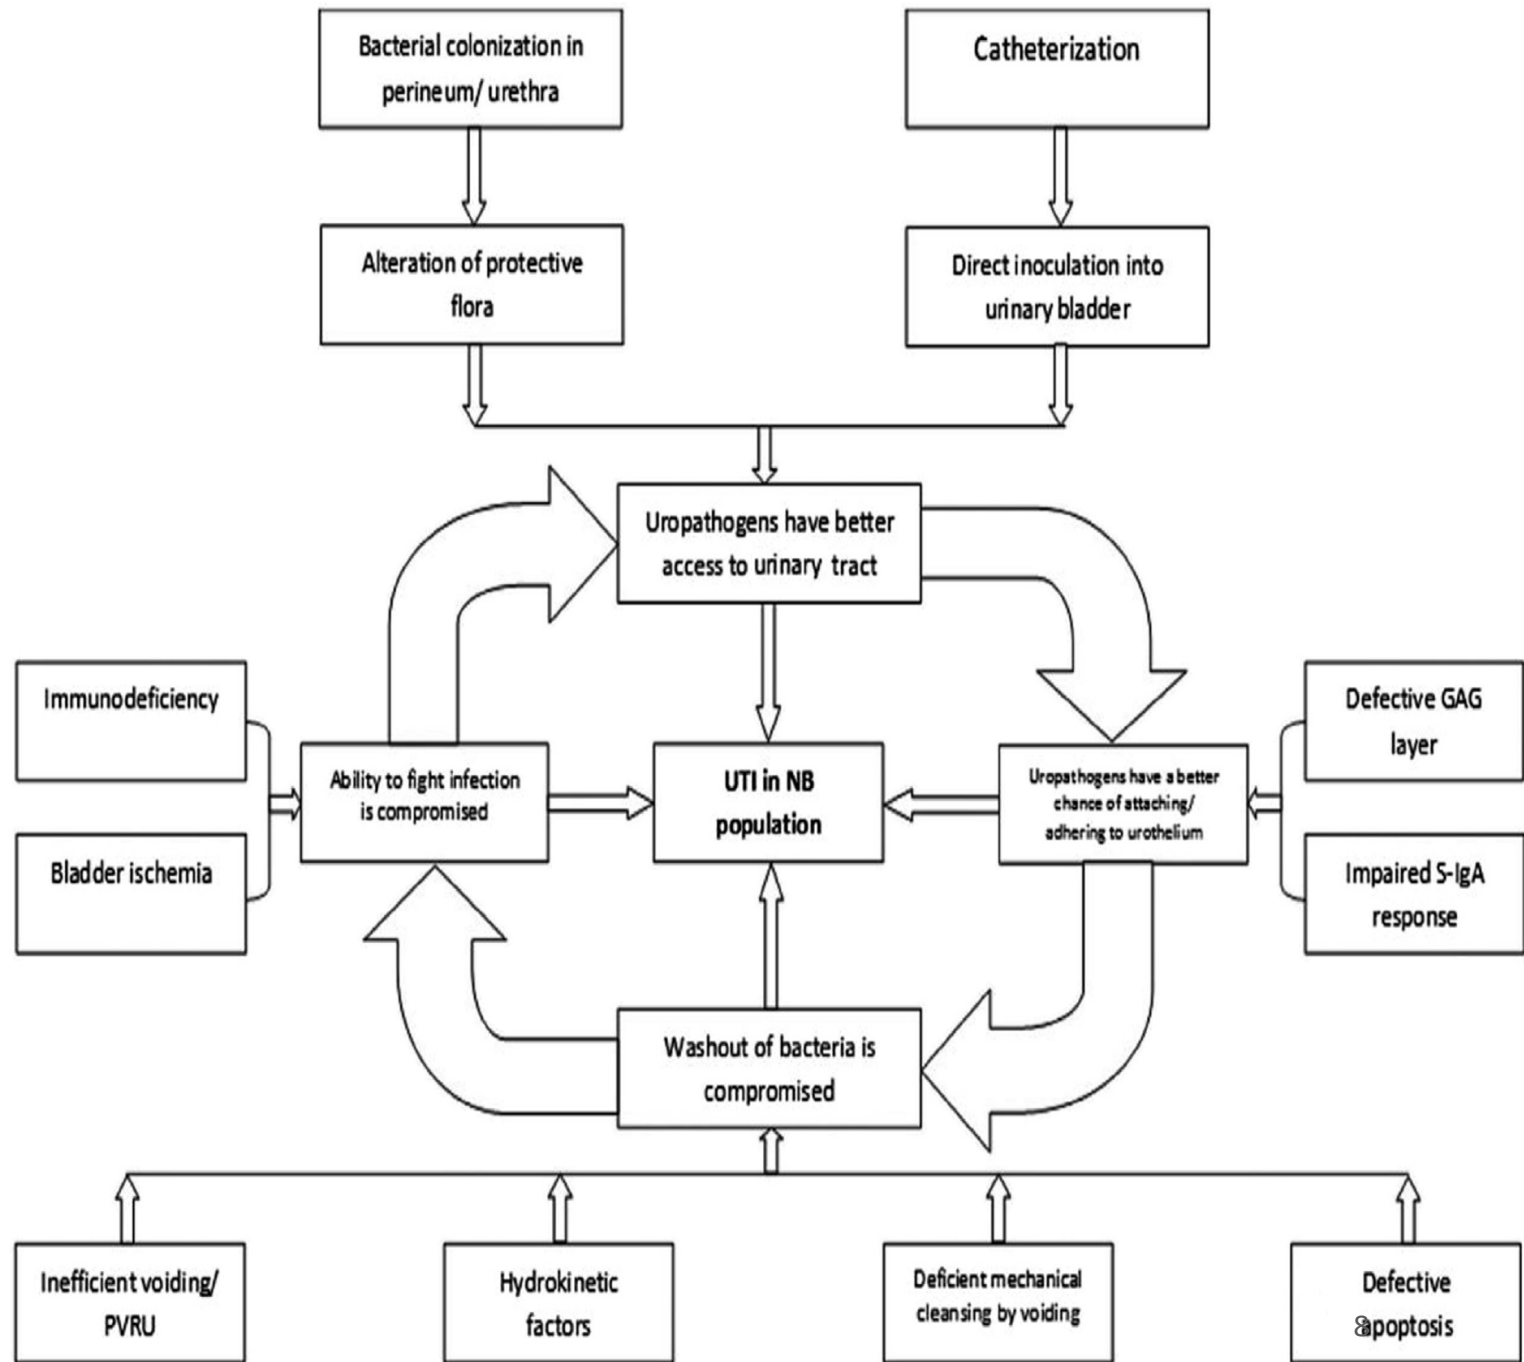 Bacterial colonization in
perineum/ urethra
Catheterization
Alteration of protective
flora
Direct inoculation into
urinary bladder
Uropathogens have better
access to urinary tract
Immunodeficiency
Defective GAG
layer
Ability to fight infection
is compromised
UTI in NB
population
Uropathogens have a better
chance of attaching/
adhering to urothelium
Bladder ischemia
Impaired S-IgA
response
Washout of bacteria is
compromised
Inefficient voiding/
PVRU
Hydrokinetic
factors
Deficient mechanical
cleansing by voiding
Defective
apoptosis
8